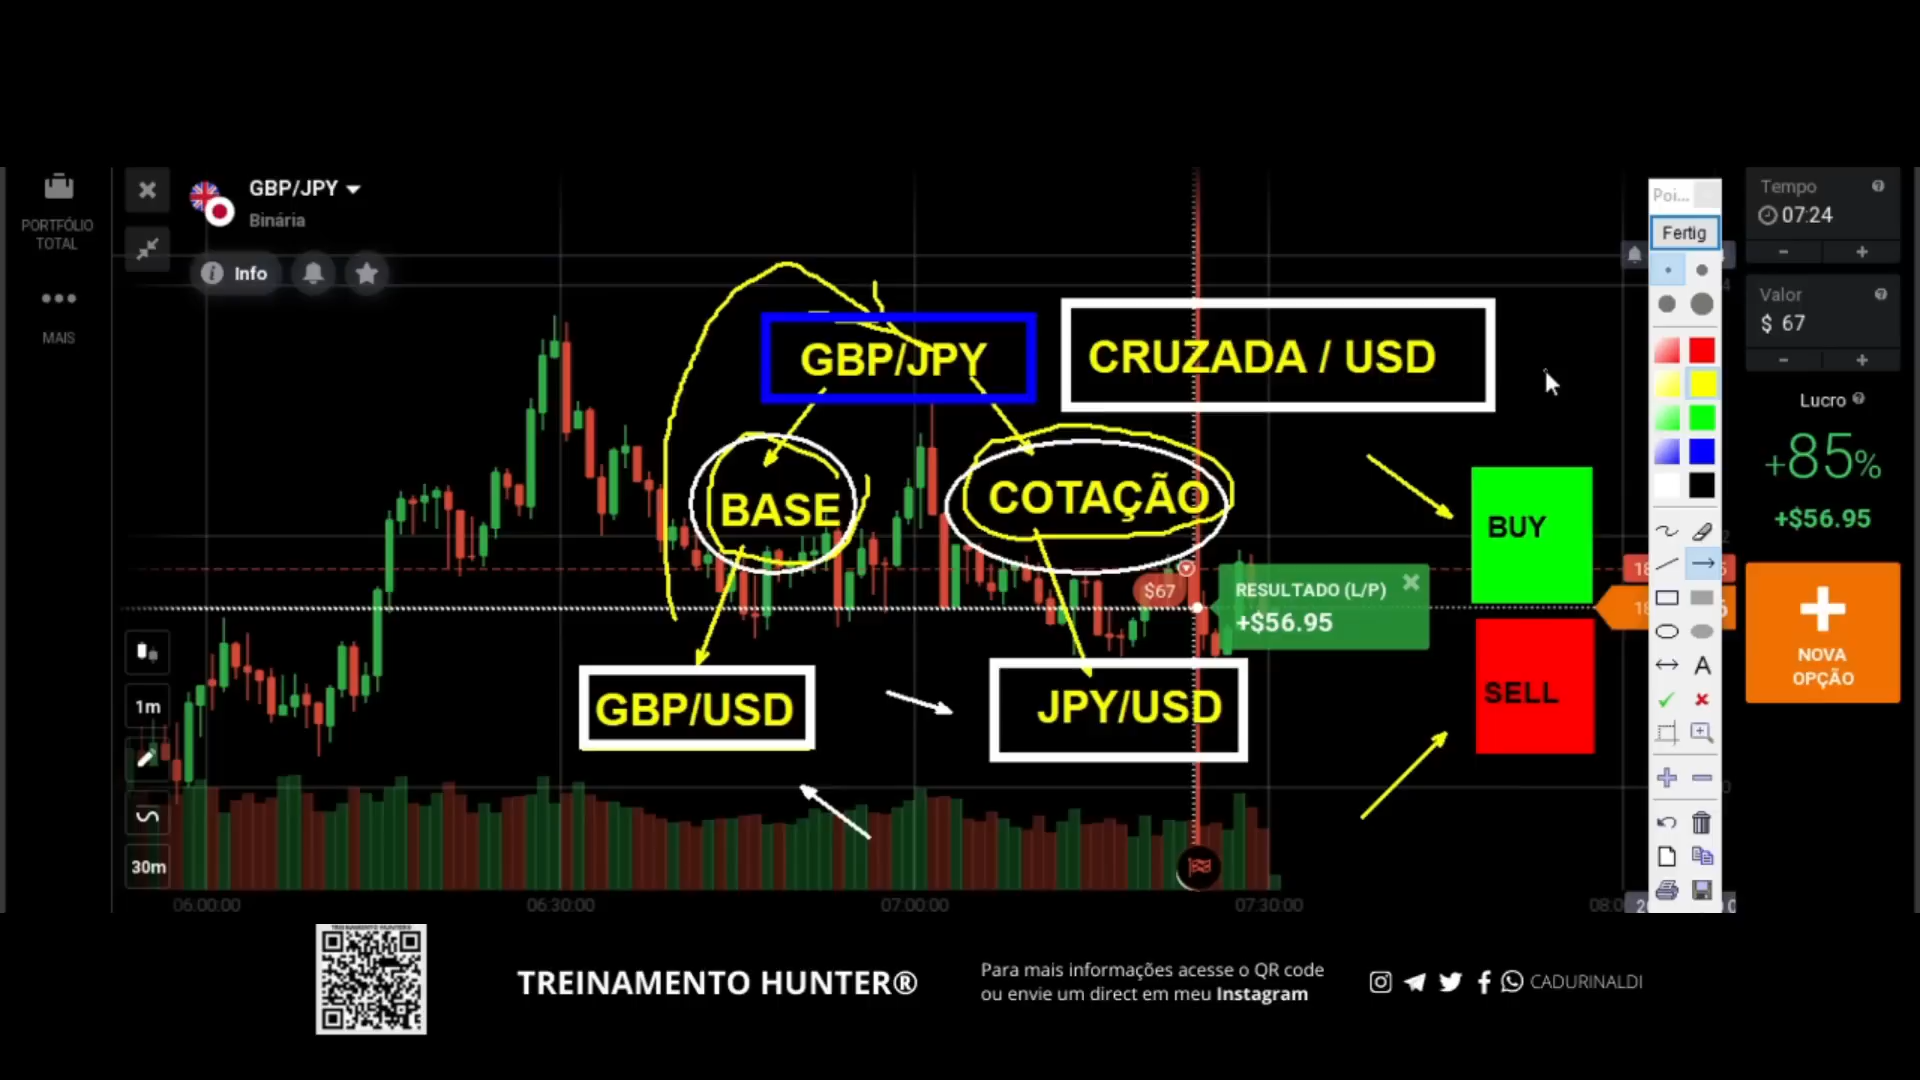 PORTFÓLIO
TOTAL
MAIS
GBP/JPY
Binária
Info
1m
30m
GBP/JPY
CRUZADA / USD
BASE
COTAÇÃO
GBP/USD
JPY/USD
BUY
SELL
$67
RESULTADO (L/P)
+$56.95
06:00:00
06:30:00
07:00:00
07:30:00
Poi...
Fertig
A
Tempo
07:24
- +
Valor
$ 67
- +
Lucro
+85%
+$56.95
NOVA
OPÇÃO
TREINAMENTO HUNTER®
Para mais informações acesse o QR code
ou envie um direct em meu Instagram
CADURINALDI